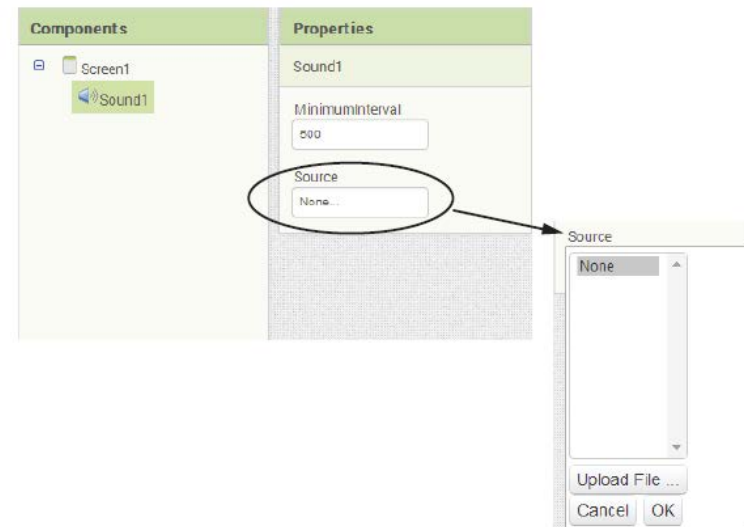 Components
Screen1
Sound1
Properties
Sound1
MinimumInterval
500
Source
None...
Source
None
Upload File ...
Cancel OK